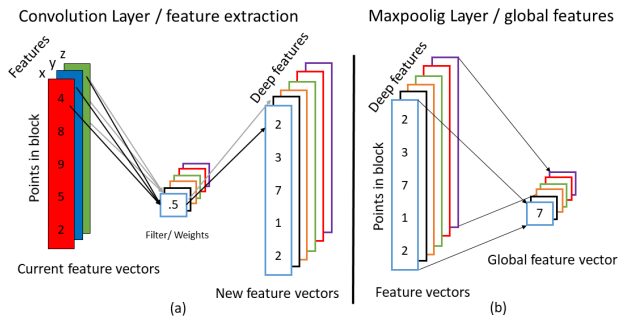 Convolution Layer / feature extraction
Features
x y z
Points in block
4
8
9
5
2
Current feature vectors
.5
Filter/ Weights
Deep features
2
3
7
1
2
New feature vectors
(a)
Maxpoolig Layer / global features
Deep features
Points in block
2
3
7
1
2
Feature vectors
7
Global feature vector
(b)